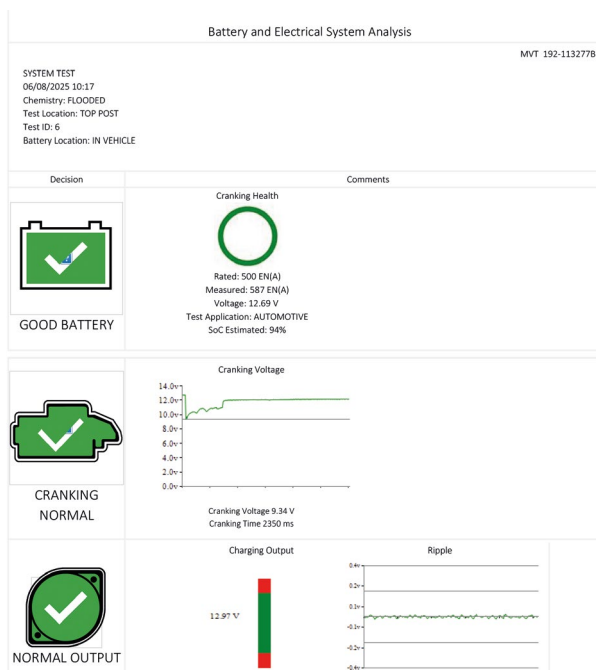 Battery and Electrical System Analysis
MVT 192-113277B
SYSTEM TEST
06/08/2025 10:17
Chemistry: FLOODED
Test Location: TOP POST
Test ID: 6
Battery Location: IN VEHICLE
Decision
Comments
Cranking Health
Rated: 500 EN(A)
Measured: 587 EN(A)
Voltage: 12.69 V
Test Application: AUTOMOTIVE
SoC Estimated: 94%
GOOD BATTERY
Cranking Voltage
14.0v
12.0v
10.0v
8.0v
6.0v
4.0v
2.0v
0.0v
Cranking Voltage 9.34 V
Cranking Time 2350 ms
CRANKING
NORMAL
Charging Output
12.97 V
Ripple
0.4v
0.2v
0.1v
-0.0v
-0.1v
-0.2v
-0.4v
NORMAL OUTPUT